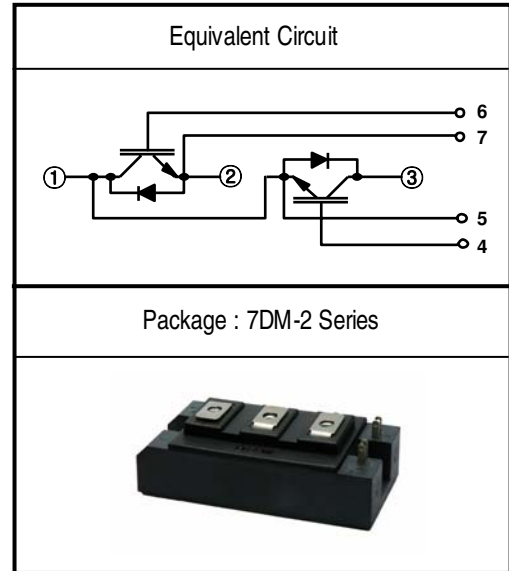 Equivalent Circuit
6
7
① ② ③
5
4
Package : 7DM-2 Series